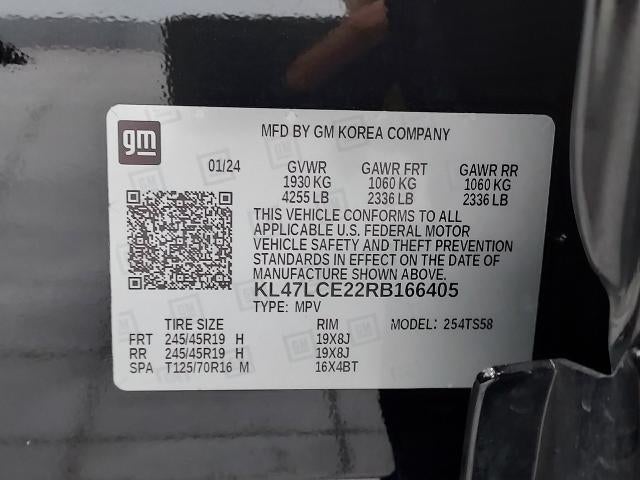 gm
MFD BY GM KOREA COMPANY
01/24 GVWR GAWR FRT GAWR RR
1930 KG 1060 KG 1060 KG
4255 LB 2336 LB 2336 LB
THIS VEHICLE CONFORMS TO ALL
APPLICABLE U.S. FEDERAL MOTOR
VEHICLE SAFETY AND THEFT PREVENTION
STANDARDS IN EFFECT ON THE DATE OF
MANUFACTURE SHOWN ABOVE.
KL47LCE22RB166405
TYPE: MPV
TIRE SIZE RIM MODEL: 254TS58
FRT 245/45R19 H 19X8J
RR 245/45R19 H 19X8J
SPA T125/70R16 M 16X4BT